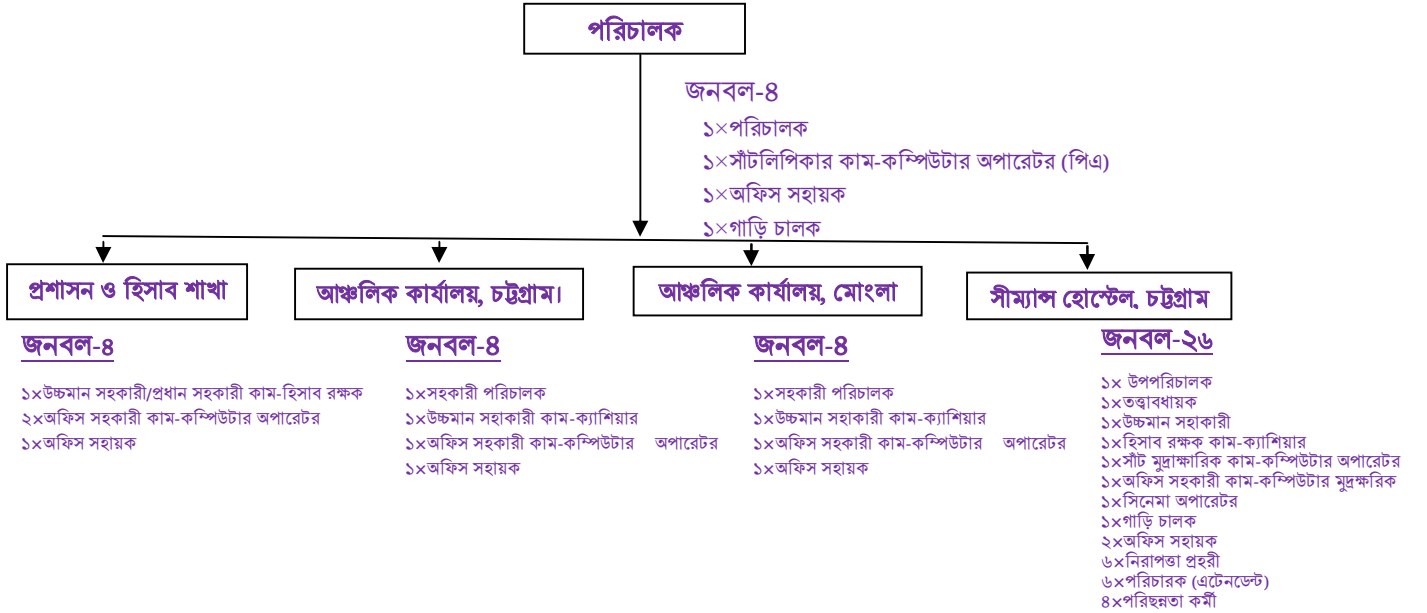 পরিচালক
জনবল-৪
১×পরিচালক
১×সাঁটলিপিকার কাম-কম্পিউটার অপারেটর (পিএ)
১×অফিস সহায়ক
১×গাড়ি চালক
প্রশাসন ও হিসাব শাখা
জনবল-৪
১×উচ্চমান সহকারী/প্রধান সহকারী কাম-হিসাব রক্ষক
২×অফিস সহকারী কাম-কম্পিউটার অপারেটর
১×অফিস সহায়ক
আঞ্চলিক কার্যালয়, চট্টগ্রাম।
জনবল-৪
১×সহকারী পরিচালক
১×উচ্চমান সহাকারী কাম-ক্যাশিয়ার
১×অফিস সহকারী কাম-কম্পিউটার অপারেটর
১×অফিস সহায়ক
আঞ্চলিক কার্যালয়, মোংলা
জনবল-৪
১×সহকারী পরিচালক
১×উচ্চমান সহাকারী কাম-ক্যাশিয়ার
১×অফিস সহকারী কাম-কম্পিউটার অপারেটর
১×অফিস সহায়ক
সীম্যান্স হোস্টেল, চট্টগ্রাম
জনবল-২৬
১× উপপরিচালক
১×তত্ত্বাবধায়ক
১×উচ্চমান সহাকারী
১×হিসাব রক্ষক কাম-ক্যাশিয়ার
১×সাঁট মুদ্রাক্ষারিক কাম-কম্পিউটার অপারেটর
১×অফিস সহকারী কাম-কম্পিউটার মুদ্রক্ষরিক
১×সিনেমা অপারেটর
১×গাড়ি চালক
২×অফিস সহায়ক
৬×নিরাপত্তা প্রহরী
৬×পরিচারক (এটেনডেন্ট)
৪×পরিছন্নতা কর্মী